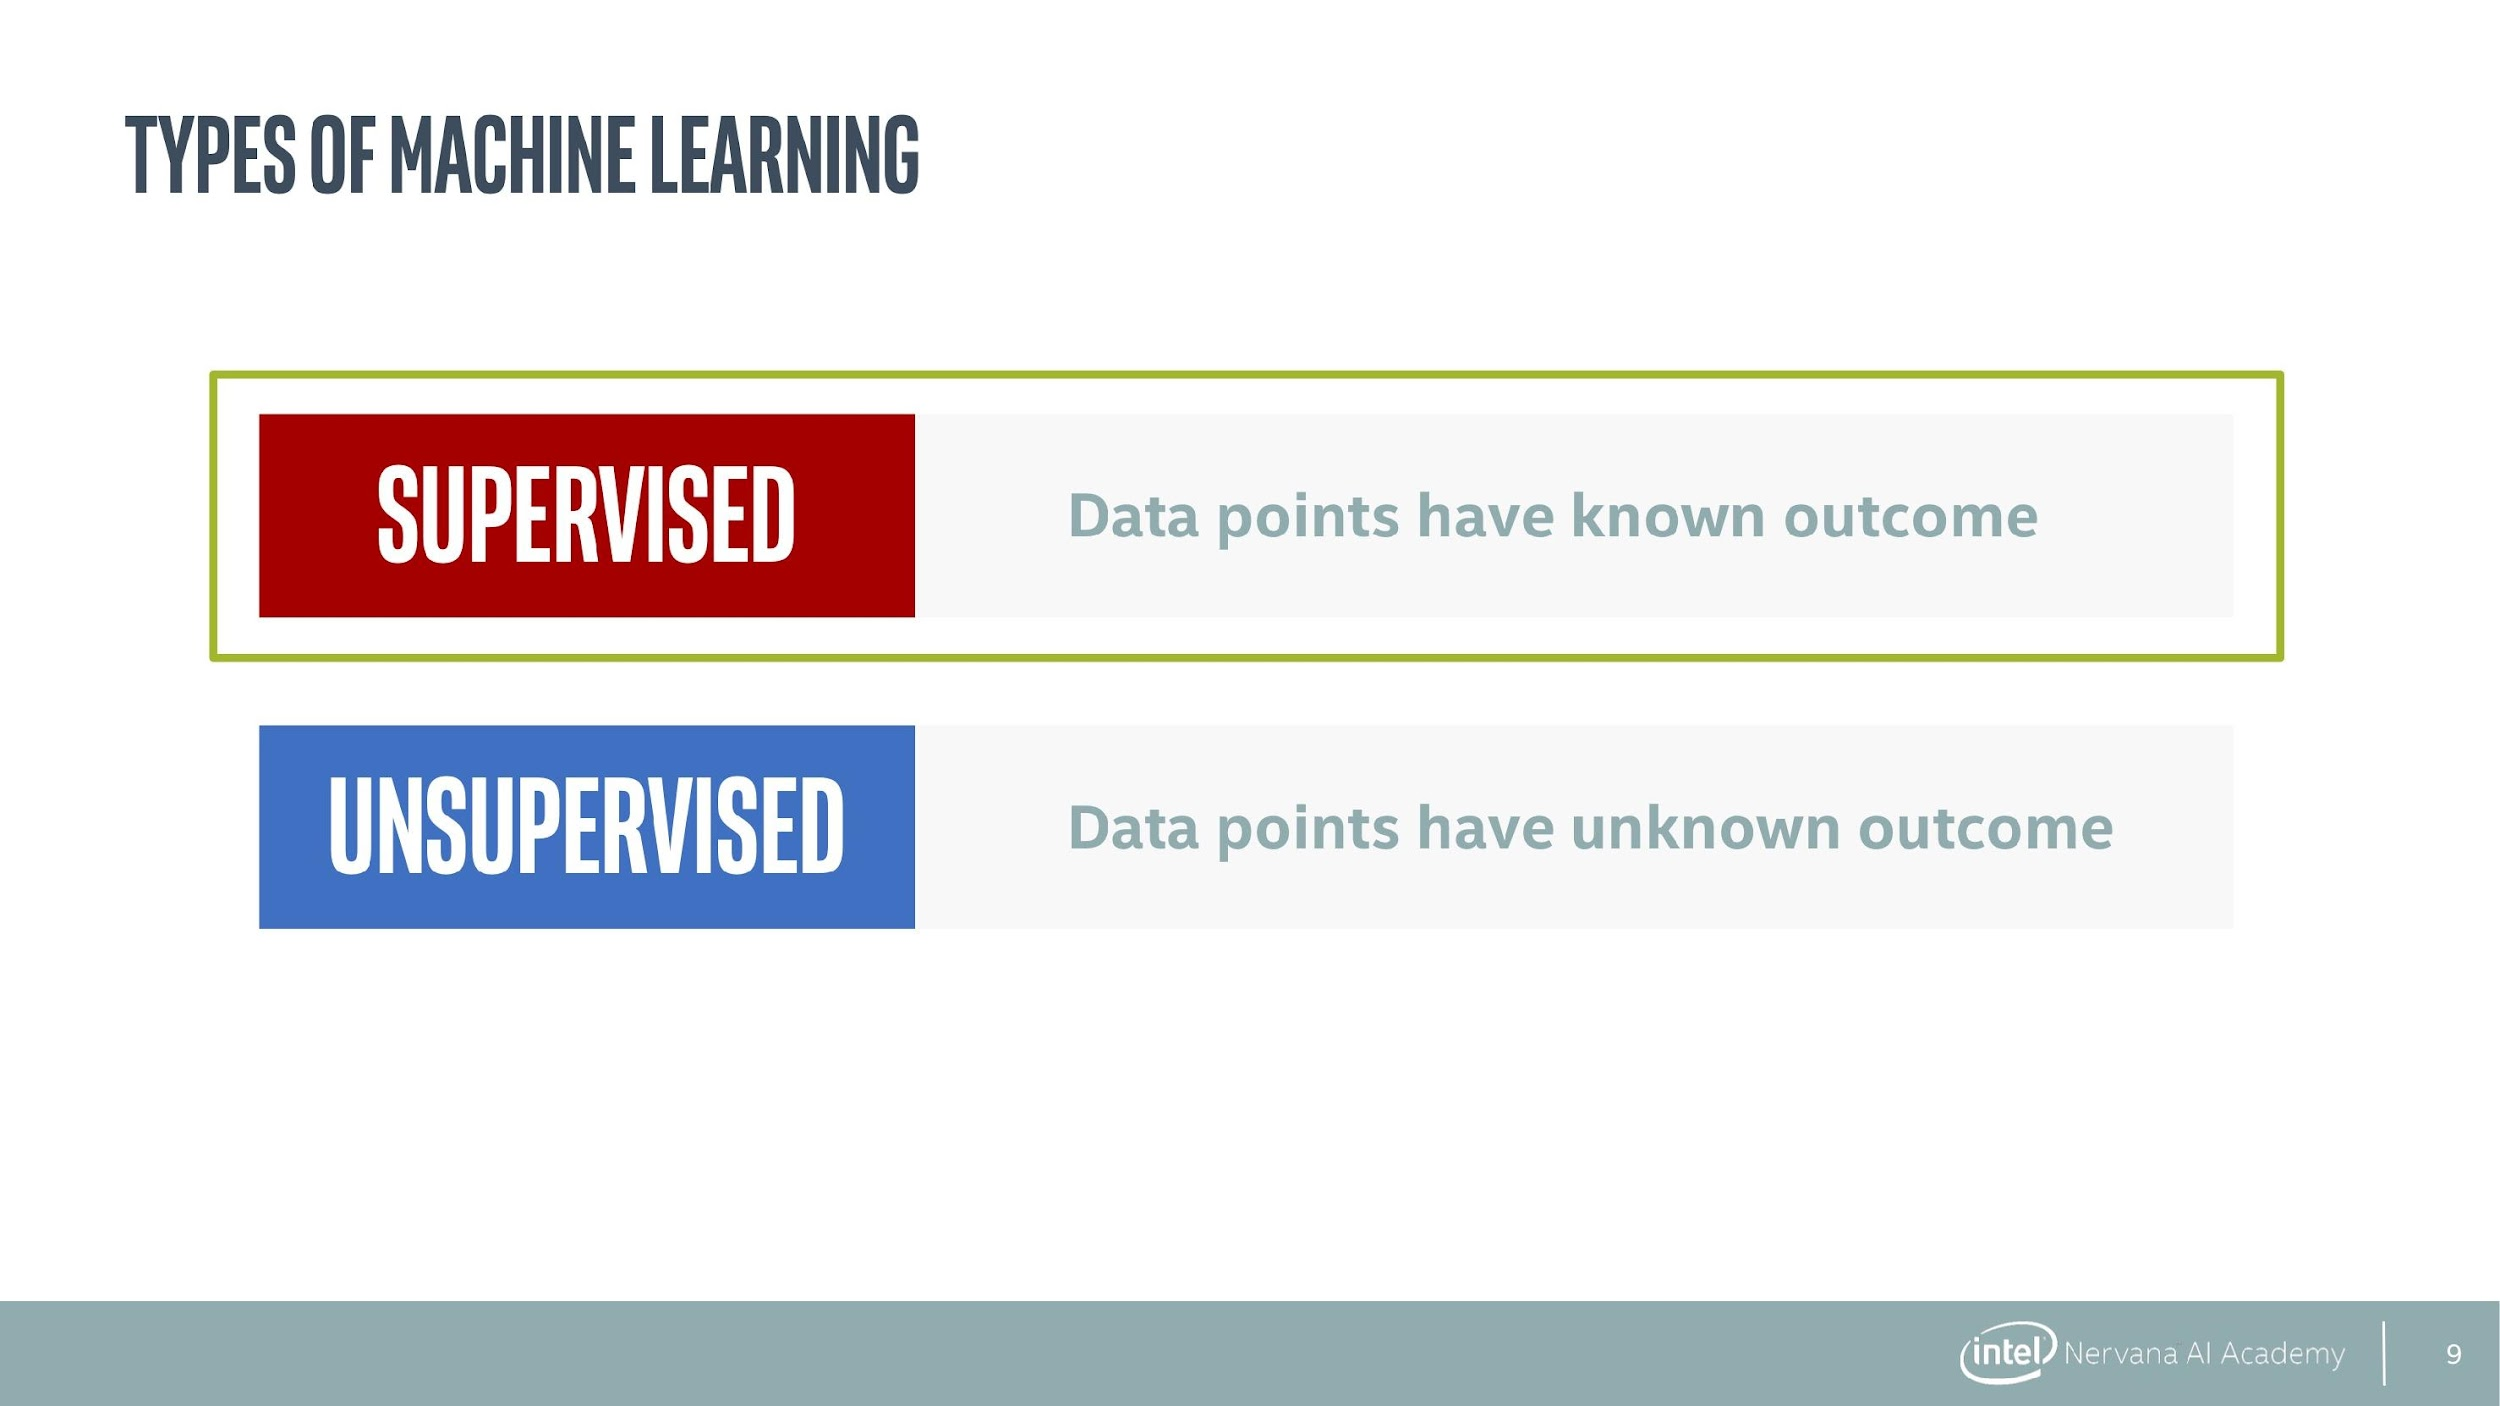 TYPES OF MACHINE LEARNING
SUPERVISED
Data points have known outcome
UNSUPERVISED
Data points have unknown outcome
intel Nervana AI Academy
9